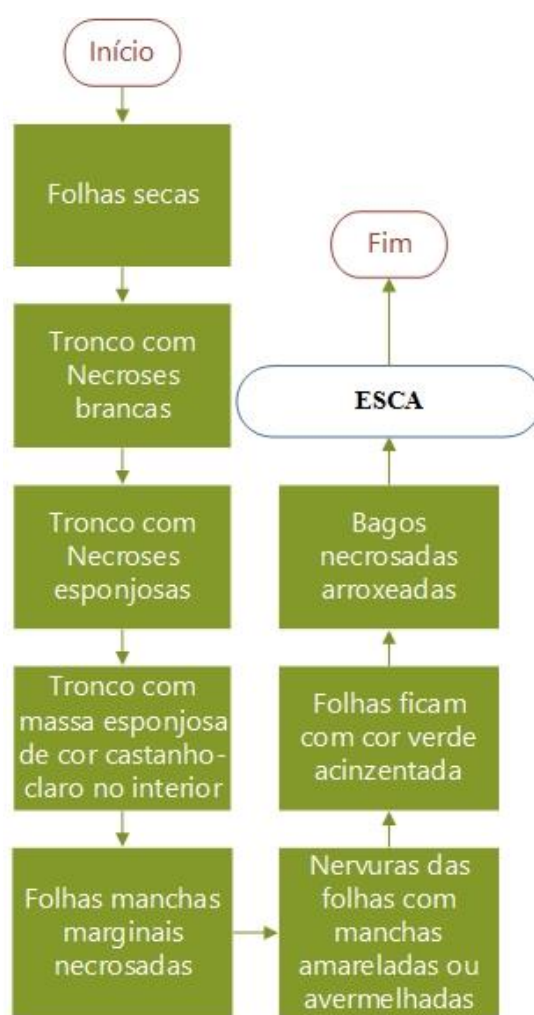 Início
Folhas secas
Tronco com
Necroses
brancas
Tronco com
Necroses
esponjosas
Tronco com
massa esponjosa
de cor castanho-
claro no interior
Folhas manchas
marginais
necrosadas
Nervuras das
folhas com
manchas
amareladas ou
avermelhadas
Folhas ficam
com cor verde
acinzentada
Bagos
necrosadas
arroxeadas
ESCA
Fim